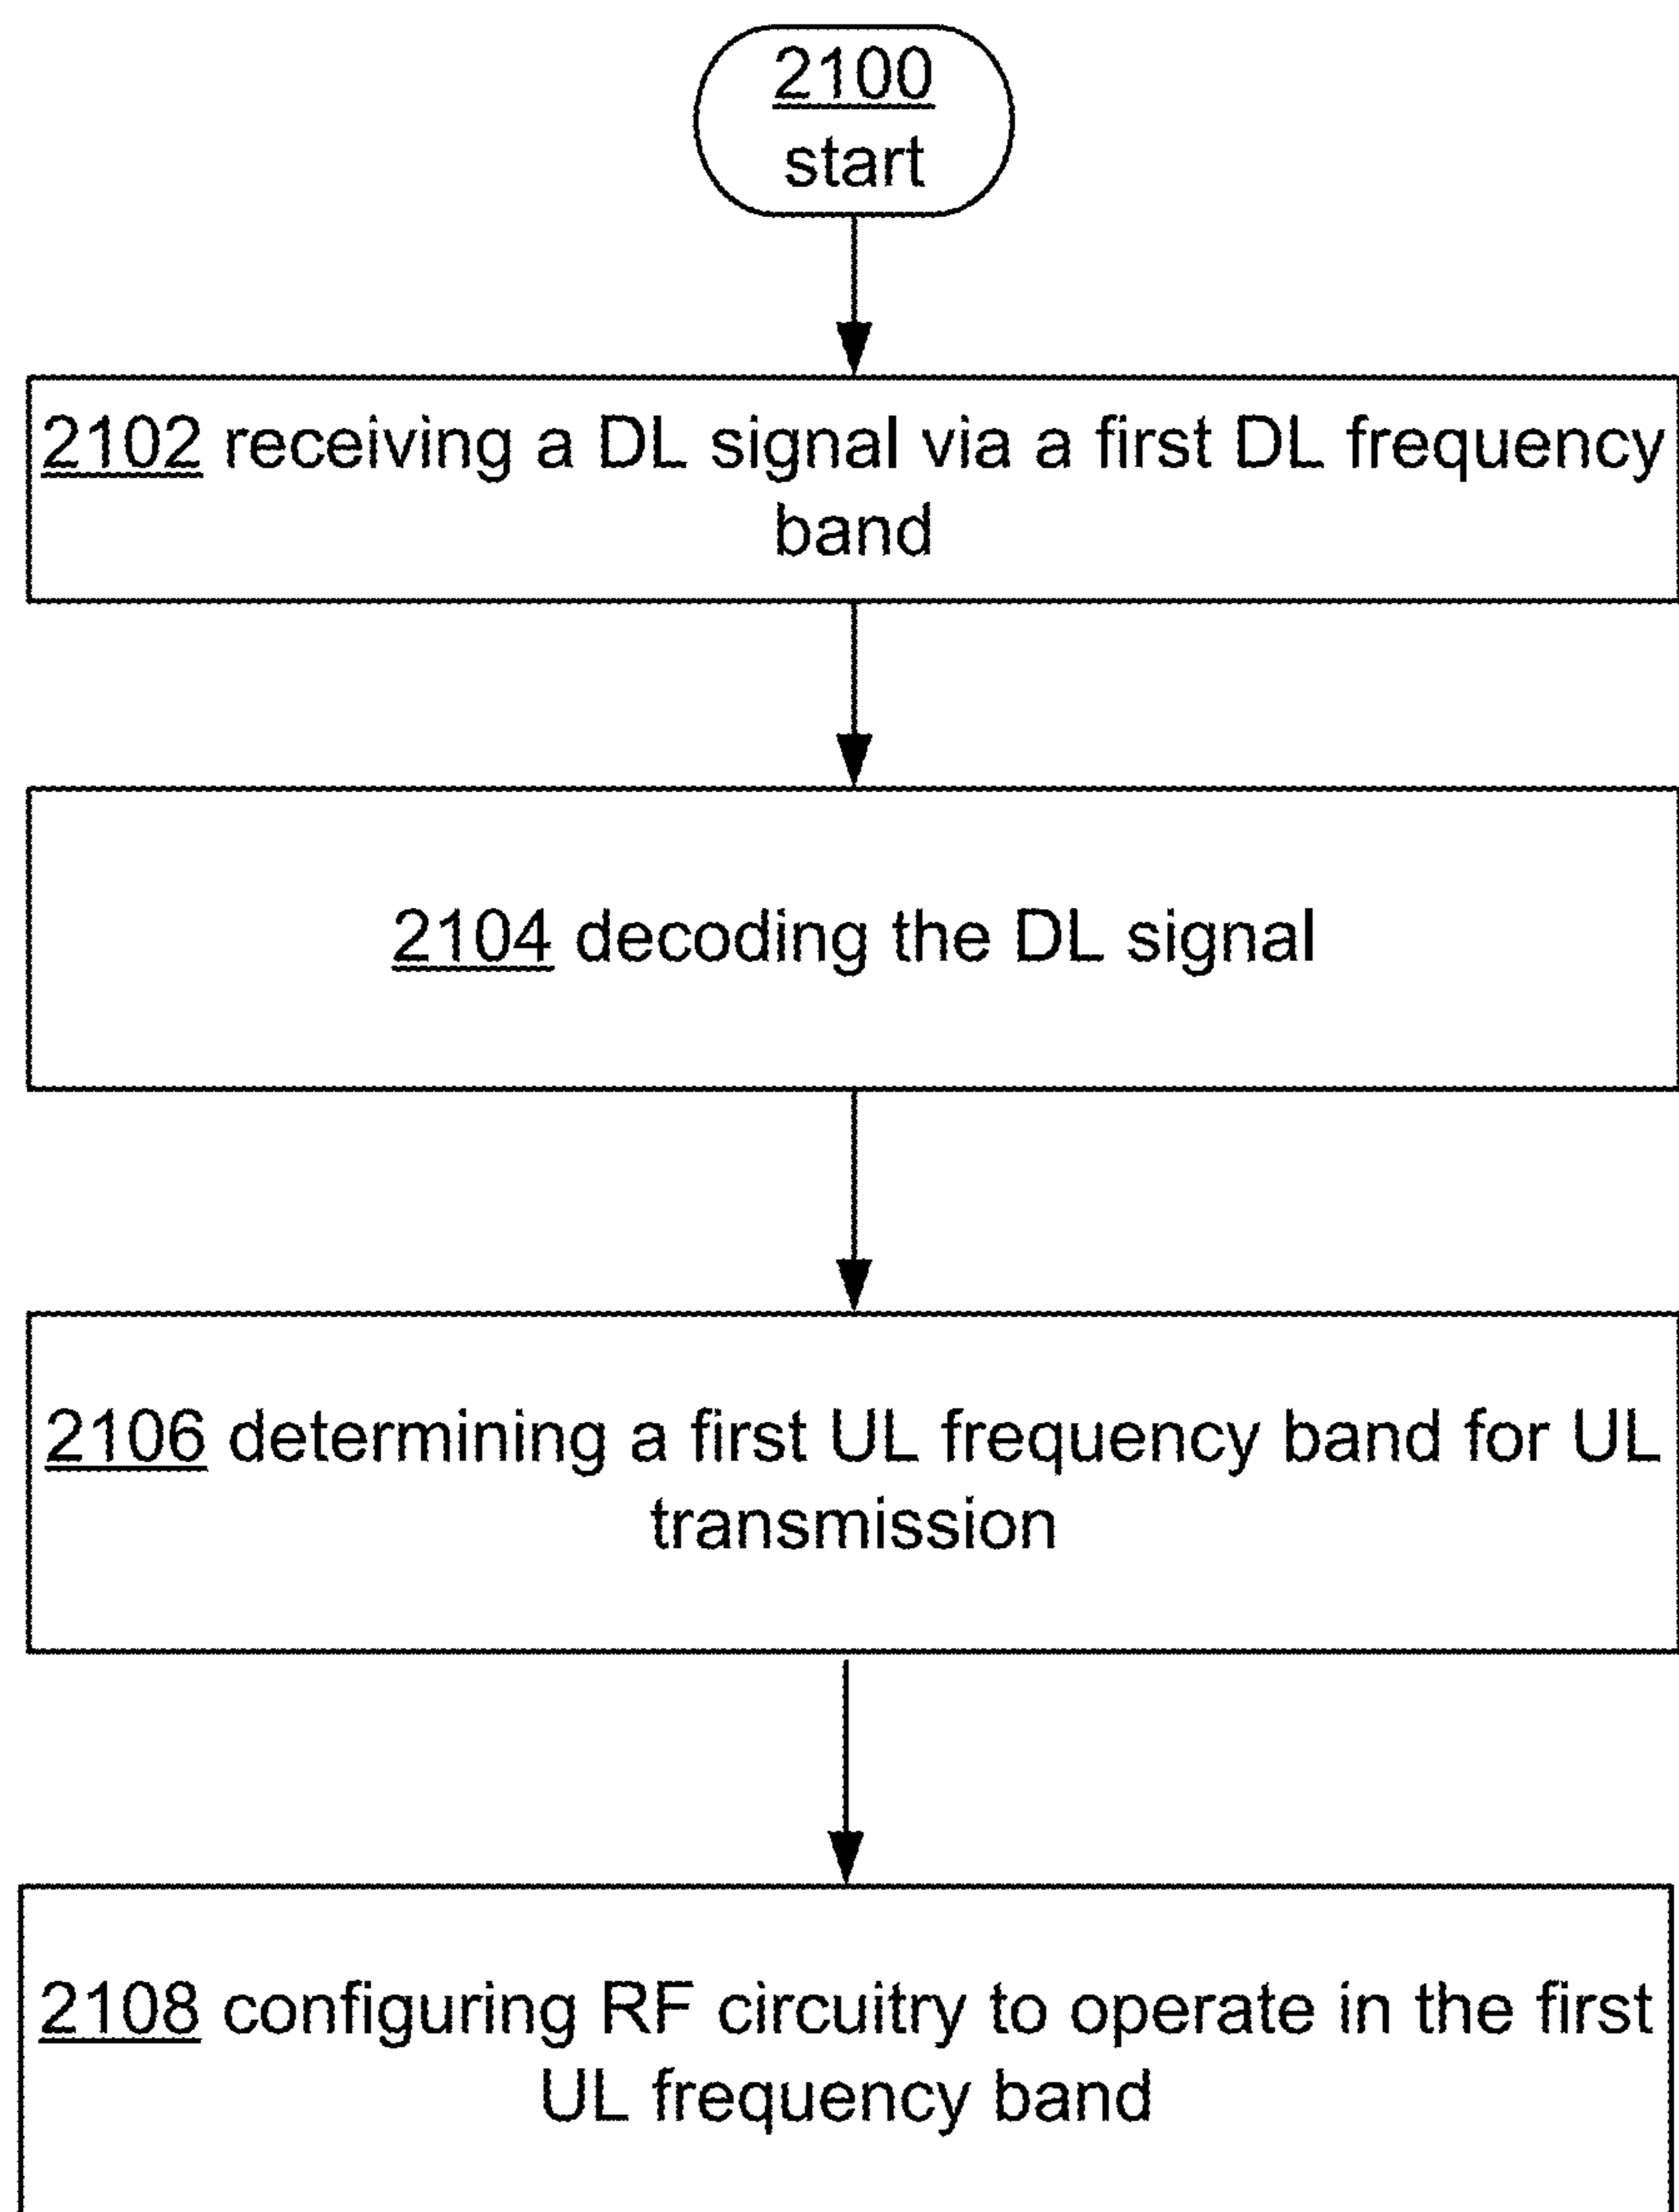 2100
start
2102 receiving a DL signal via a first DL frequency
band
2104 decoding the DL signal
2106 determining a first UL frequency band for UL
transmission
2108 configuring RF circuitry to operate in the first
UL frequency band